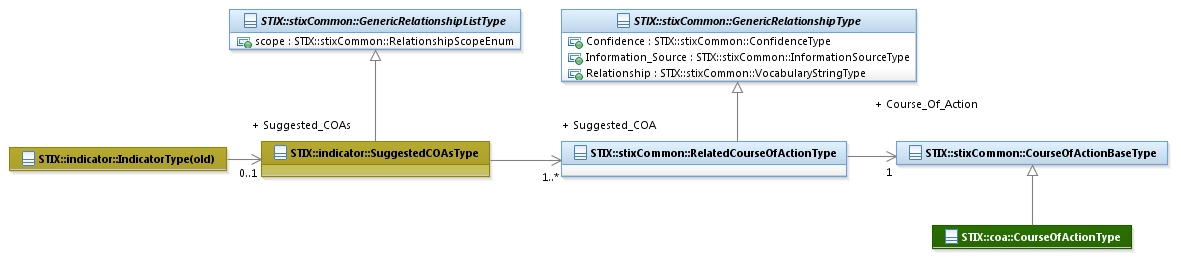 STIX::stixCommon::GenericRelationshipListType
scope : STIX::stixCommon::RelationshipScopeEnum
STIX::stixCommon::GenericRelationshipType
Confidence : STIX::stixCommon::ConfidenceType
Information_Source : STIX::stixCommon::InformationSourceType
Relationship : STIX::stixCommon::VocabularyStringType
+ Suggested_COAs
+ Suggested_COA
+ Course_Of_Action
STIX::indicator::IndicatorType(old)
0..1
STIX::indicator::SuggestedCOAsType
1..*
STIX::stixCommon::RelatedCourseOfActionType
1
STIX::stixCommon::CourseOfActionBaseType
STIX::coa::CourseOfActionType